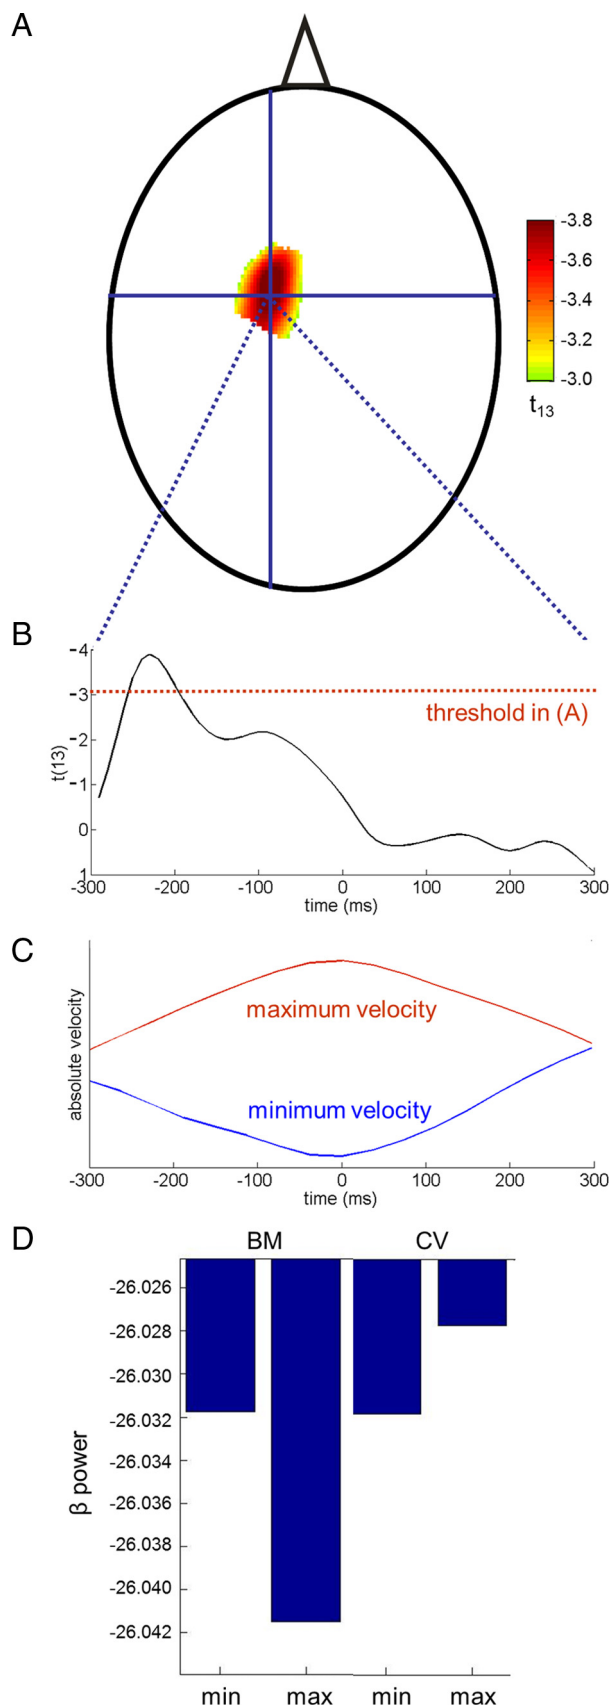 A
-3.8
-3.6
-3.4
-3.2
-3.0
t13
B
-4
-3
-2
-1
0
1
t(13)
threshold in (A)
-300 -200 -100 0 100 200 300
time (ms)
C
absolute velocity
maximum velocity
minimum velocity
-300 -200 -100 0 100 200 300
time (ms)
D
BM CV
-26.026
-26.028
-26.030
-26.032
-26.034
-26.036
-26.038
-26.040
-26.042
β power
min max min max